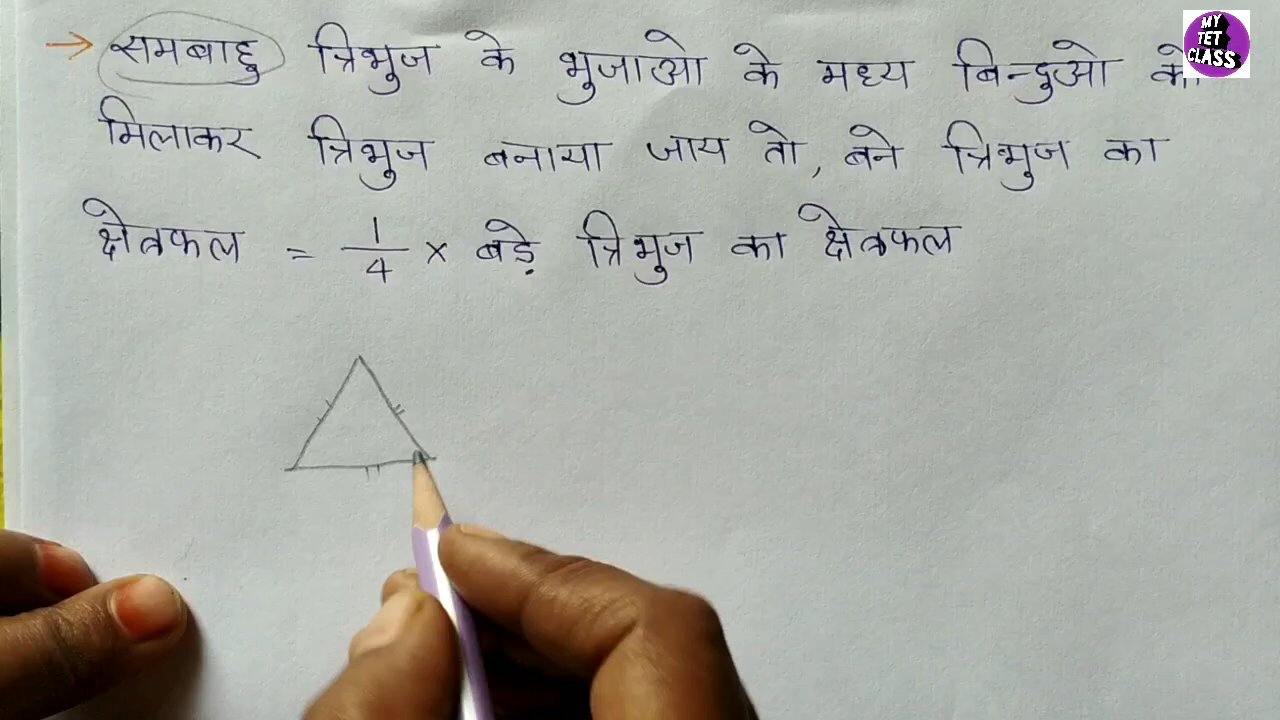 → समबाहु त्रिभुज के भुजाओ के मध्य बिन्दुओ को
मिलाकर त्रिभुज बनाया जाय तो, बने त्रिभुज का
क्षेत्रफल = 1/4 × बड़े त्रिभुज का क्षेत्रफल
MY
TET
CLASS